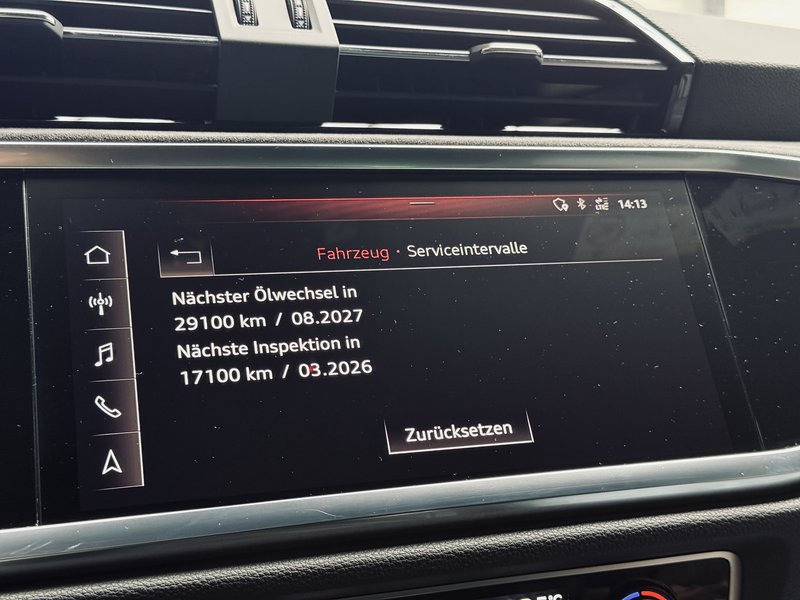 LTE 14:13
Fahrzeug · Serviceintervalle
Nächster Ölwechsel in
29100 km / 08.2027
Nächste Inspektion in
17100 km / 03.2026
Zurücksetzen